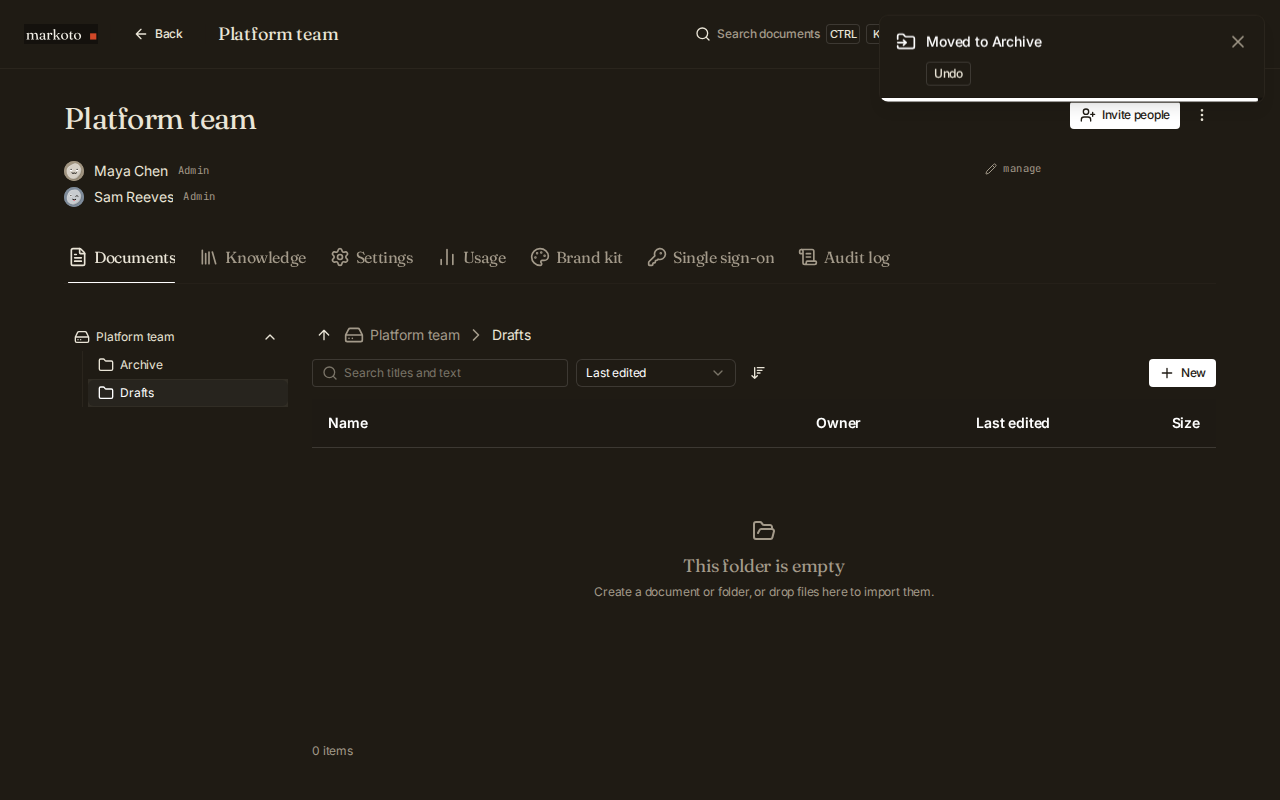 markoto
Back
Platform team
Search documents CTRL
Moved to Archive
Undo
Platform team
Invite people
Maya Chen Admin
manage
Sam Reeves Admin
Documents Knowledge Settings Usage Brand kit Single sign-on Audit log
Platform team
Archive
Drafts
Platform team Drafts
Search titles and text
Last edited
New
Name Owner Last edited Size
This folder is empty
Create a document or folder, or drop files here to import them.
0 items